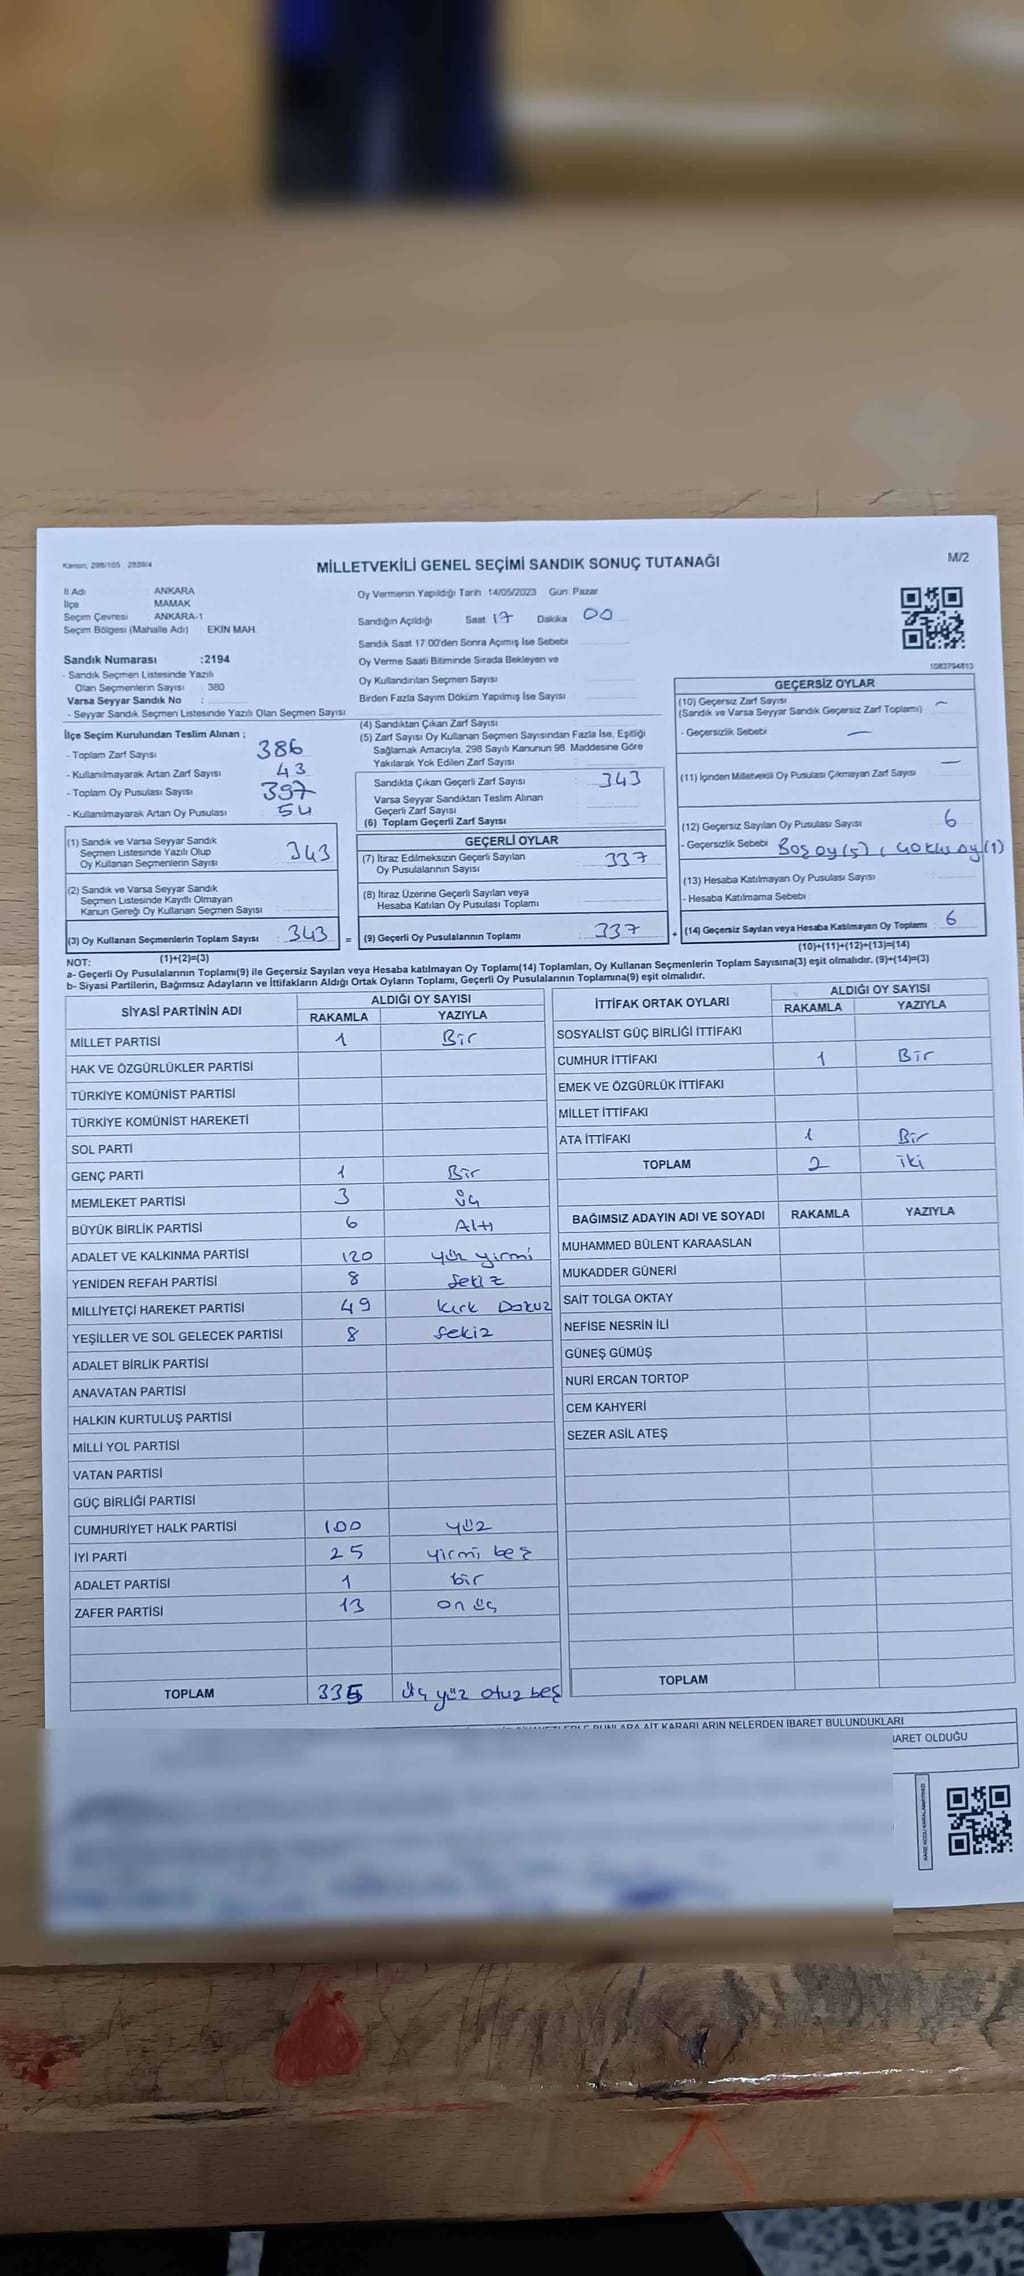 Kanun: 298/105 2839/4
MİLLETVEKİLİ GENEL SEÇİMİ SANDIK SONUÇ TUTANAĞI
M/2
İl Adı ANKARA
İlçe MAMAK
Seçim Çevresi : ANKARA-1
Seçim Bölgesi (Mahalle Adı) : EKİN MAH.
Sandık Numarası :2194
- Sandık Seçmen Listesinde Yazılı
Olan Seçmenlerin Sayısı : 380
Varsa Seyyar Sandık No :
- Seyyar Sandık Seçmen Listesinde Yazılı Olan Seçmen Sayısı
Oy Vermenin Yapıldığı Tarih :14/05/2023 Gün: Pazar
Sandığın Açıldığı Saat 17 Dakika 00
Sandık Saat 17.00'den Sonra Açımış İse Sebebi
Oy Verme Saati Bitiminde Sırada Bekleyen ve
Oy Kullandırılan Seçmen Sayısı
Birden Fazla Sayım Döküm Yapılmış İse Sayısı
1083794813
İlçe Seçim Kurulundan Teslim Alınan ;
- Toplam Zarf Sayısı 386
- Kullanılmayarak Artan Zarf Sayısı 43
- Toplam Oy Pusulası Sayısı 397
- Kullanılmayarak Artan Oy Pusulası 54
(4) Sandıktan Çıkan Zarf Sayısı
(5) Zarf Sayısı Oy Kullanan Seçmen Sayısından Fazla İse, Eşitliği
Sağlamak Amacıyla, 298 Sayılı Kanunun 98. Maddesine Göre
Yakılarak Yok Edilen Zarf Sayısı
Sandıkta Çıkan Geçerli Zarf Sayısı 343
Varsa Seyyar Sandıktan Teslim Alınan
Geçerli Zarf Sayısı
(6) Toplam Geçerli Zarf Sayısı
GEÇERSİZ OYLAR
(10) Geçersiz Zarf Sayısı –
(Sandık ve Varsa Seyyar Sandık Geçersiz Zarf Toplamı)
- Geçersizlik Sebebi —
(11) İçinden Milletvekili Oy Pusulası Çıkmayan Zarf Sayısı —
(12) Geçersiz Sayılan Oy Pusulası Sayısı 6
- Geçersizlik Sebebi Boş oy (5), çoklu oy (1)
(13) Hesaba Katılmayan Oy Pusulası Sayısı
- Hesaba Katılmama Sebebi
(14) Geçersiz Sayılan veya Hesaba Katılmayan Oy Toplamı 6
(10)+(11)+(12)+(13)=(14)
(1) Sandık ve Varsa Seyyar Sandık
Seçmen Listesinde Yazılı Olup
Oy Kullanan Seçmenlerin Sayısı 343
(2) Sandık ve Varsa Seyyar Sandık
Seçmen Listesinde Kayıtlı Olmayan
Kanun Gereği Oy Kullanan Seçmen Sayısı
(3) Oy Kullanan Seçmenlerin Toplam Sayısı 343 =
(1)+(2)=(3)
GEÇERLİ OYLAR
(7) İtiraz Edilmeksizin Geçerli Sayılan
Oy Pusulalarının Sayısı 337
(8) İtiraz Üzerine Geçerli Sayılan veya
Hesaba Katılan Oy Pusulası Toplamı
(9) Geçerli Oy Pusulalarının Toplamı 337 +
NOT:
a- Geçerli Oy Pusulalarının Toplamı(9) ile Geçersiz Sayılan veya Hesaba katılmayan Oy Toplamı(14) Toplamları, Oy Kullanan Seçmenlerin Toplam Sayısına(3) eşit olmalıdır. (9)+(14)=(3)
b- Siyasi Partilerin, Bağımsız Adayların ve İttifakların Aldığı Ortak Oyların Toplamı, Geçerli Oy Pusulalarının Toplamına(9) eşit olmalıdır.
SİYASİ PARTİNİN ADI ALDIĞI OY SAYISI
RAKAMLA YAZIYLA
MİLLET PARTİSİ 1 Bir
HAK VE ÖZGÜRLÜKLER PARTİSİ
TÜRKİYE KOMÜNİST PARTİSİ
TÜRKİYE KOMÜNİST HAREKETİ
SOL PARTİ
GENÇ PARTİ 1 Bir
MEMLEKET PARTİSİ 3 üç
BÜYÜK BİRLİK PARTİSİ 6 Altı
ADALET VE KALKINMA PARTİSİ 120 yüz yirmi
YENİDEN REFAH PARTİSİ 8 Sekiz
MİLLİYETÇİ HAREKET PARTİSİ 49 kırk Dokuz
YEŞİLLER VE SOL GELECEK PARTİSİ 8 sekiz
ADALET BİRLİK PARTİSİ
ANAVATAN PARTİSİ
HALKIN KURTULUŞ PARTİSİ
MİLLİ YOL PARTİSİ
VATAN PARTİSİ
GÜÇ BİRLİĞİ PARTİSİ
CUMHURİYET HALK PARTİSİ 100 yüz
İYİ PARTİ 25 yirmi beş
ADALET PARTİSİ 1 bir
ZAFER PARTİSİ 13 on üç
TOPLAM 335 üç yüz otuz beş
İTTİFAK ORTAK OYLARI ALDIĞI OY SAYISI
RAKAMLA YAZIYLA
SOSYALİST GÜÇ BİRLİĞİ İTTİFAKI
CUMHUR İTTİFAKI 1 Bir
EMEK VE ÖZGÜRLÜK İTTİFAKI
MİLLET İTTİFAKI
ATA İTTİFAKI 1 Bir
TOPLAM 2 iki
BAĞIMSIZ ADAYIN ADI VE SOYADI RAKAMLA YAZIYLA
MUHAMMED BÜLENT KARAASLAN
MUKADDER GÜNERİ
SAİT TOLGA OKTAY
NEFİSE NESRİN İLİ
GÜNEŞ GÜMÜŞ
NURİ ERCAN TORTOP
CEM KAHYERİ
SEZER ASİL ATEŞ
TOPLAM
BUNLARA AİT KARARLARIN NELERDEN İBARET BULUNDUKLARI
OLDUĞU